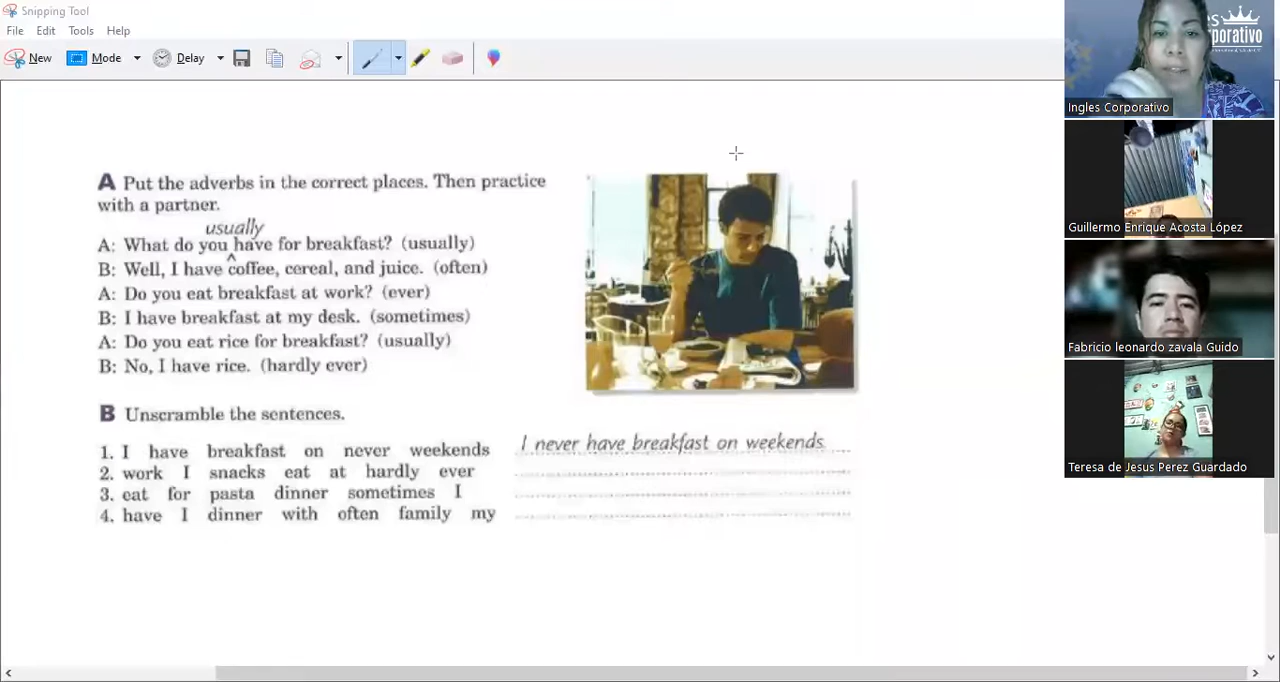 Snipping Tool
File Edit Tools Help
New Mode Delay
A Put the adverbs in the correct places. Then practice
with a partner.
usually
A: What do you have for breakfast? (usually)
B: Well, I have coffee, cereal, and juice. (often)
A: Do you eat breakfast at work? (ever)
B: I have breakfast at my desk. (sometimes)
A: Do you eat rice for breakfast? (usually)
B: No, I have rice. (hardly ever)
B Unscramble the sentences.
1. I have breakfast on never weekends I never have breakfast on weekends.
2. work I snacks eat at hardly ever
3. eat for pasta dinner sometimes I
4. have I dinner with often family my
Ingles Corporativo
Guillermo Enrique Acosta López
Fabricio leonardo zavala Guido
Teresa de Jesus Perez Guardado